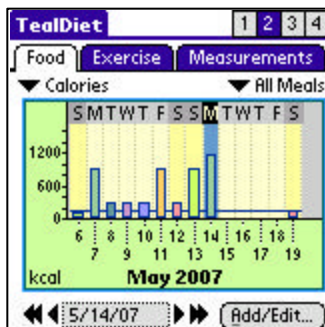 TealDiet 1 2 3 4
Food Exercise Measurements
Calories All Meals
S M T W T F S S M T W T F S
1200
600
0
6 8 10 12 14 16 18
7 9 11 13 15 17 19
kcal May 2007
5/14/07 Add/Edit...